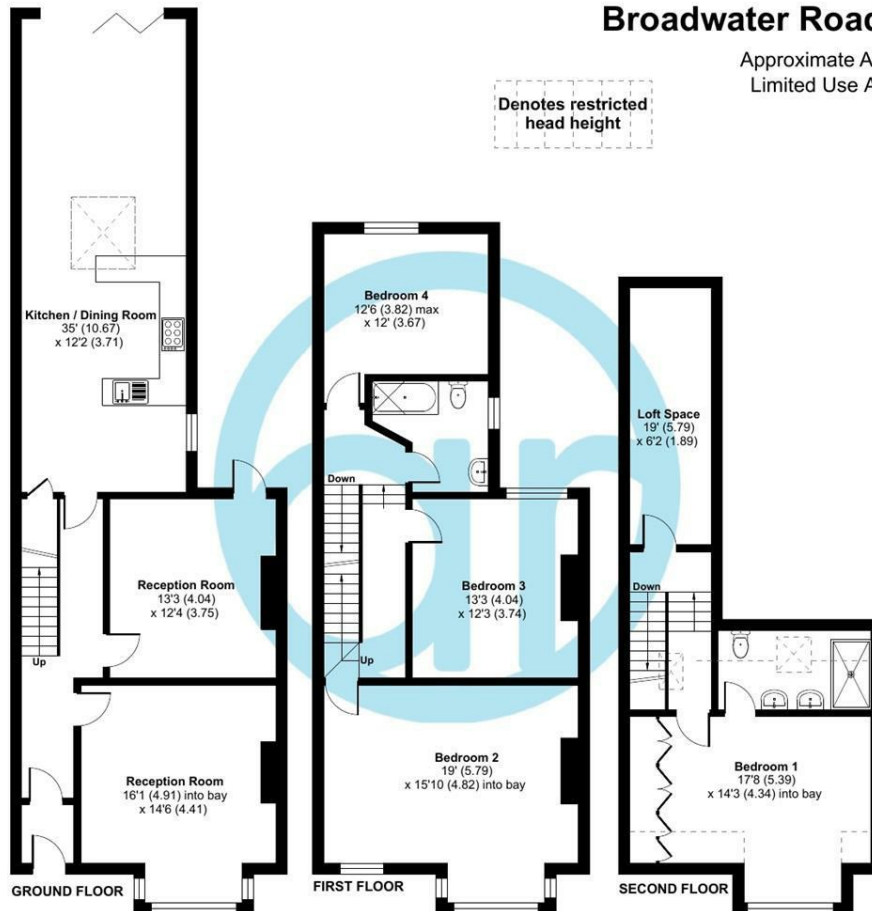 Broadwater Road
Approximate A
Limited Use A
Denotes restricted
head height
Kitchen / Dining Room
35' (10.67)
x 12'2 (3.71)
Reception Room
13'3 (4.04)
x 12'4 (3.75)
Up
Reception Room
16'1 (4.91) into bay
x 14'6 (4.41)
GROUND FLOOR
Bedroom 4
12'6 (3.82) max
x 12' (3.67)
Down
Bedroom 3
13'3 (4.04)
x 12'3 (3.74)
Up
Bedroom 2
19' (5.79)
x 15'10 (4.82) into bay
FIRST FLOOR
Loft Space
19' (5.79)
x 6'2 (1.89)
Down
Bedroom 1
17'8 (5.39)
x 14'3 (4.34) into bay
SECOND FLOOR